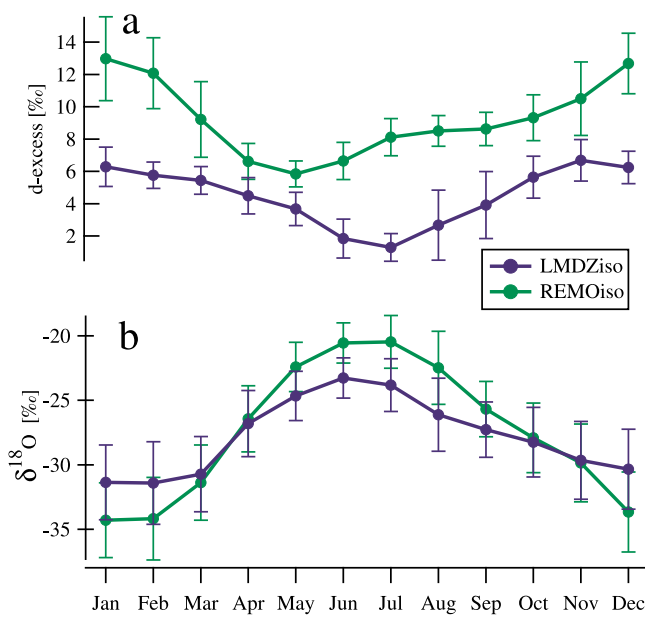 a
14
12
10
8
6
4
2
d-excess [‰]
LMDZiso
REMOiso
b
-20
-25
-30
-35
δ¹⁸O [‰]
Jan Feb Mar Apr May Jun Jul Aug Sep Oct Nov Dec